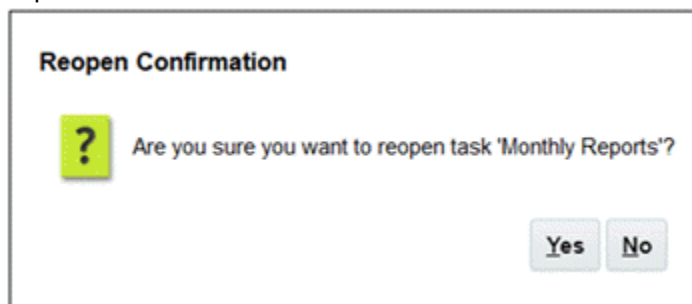 Reopen Confirmation
?
Are you sure you want to reopen task 'Monthly Reports'?
Yes No